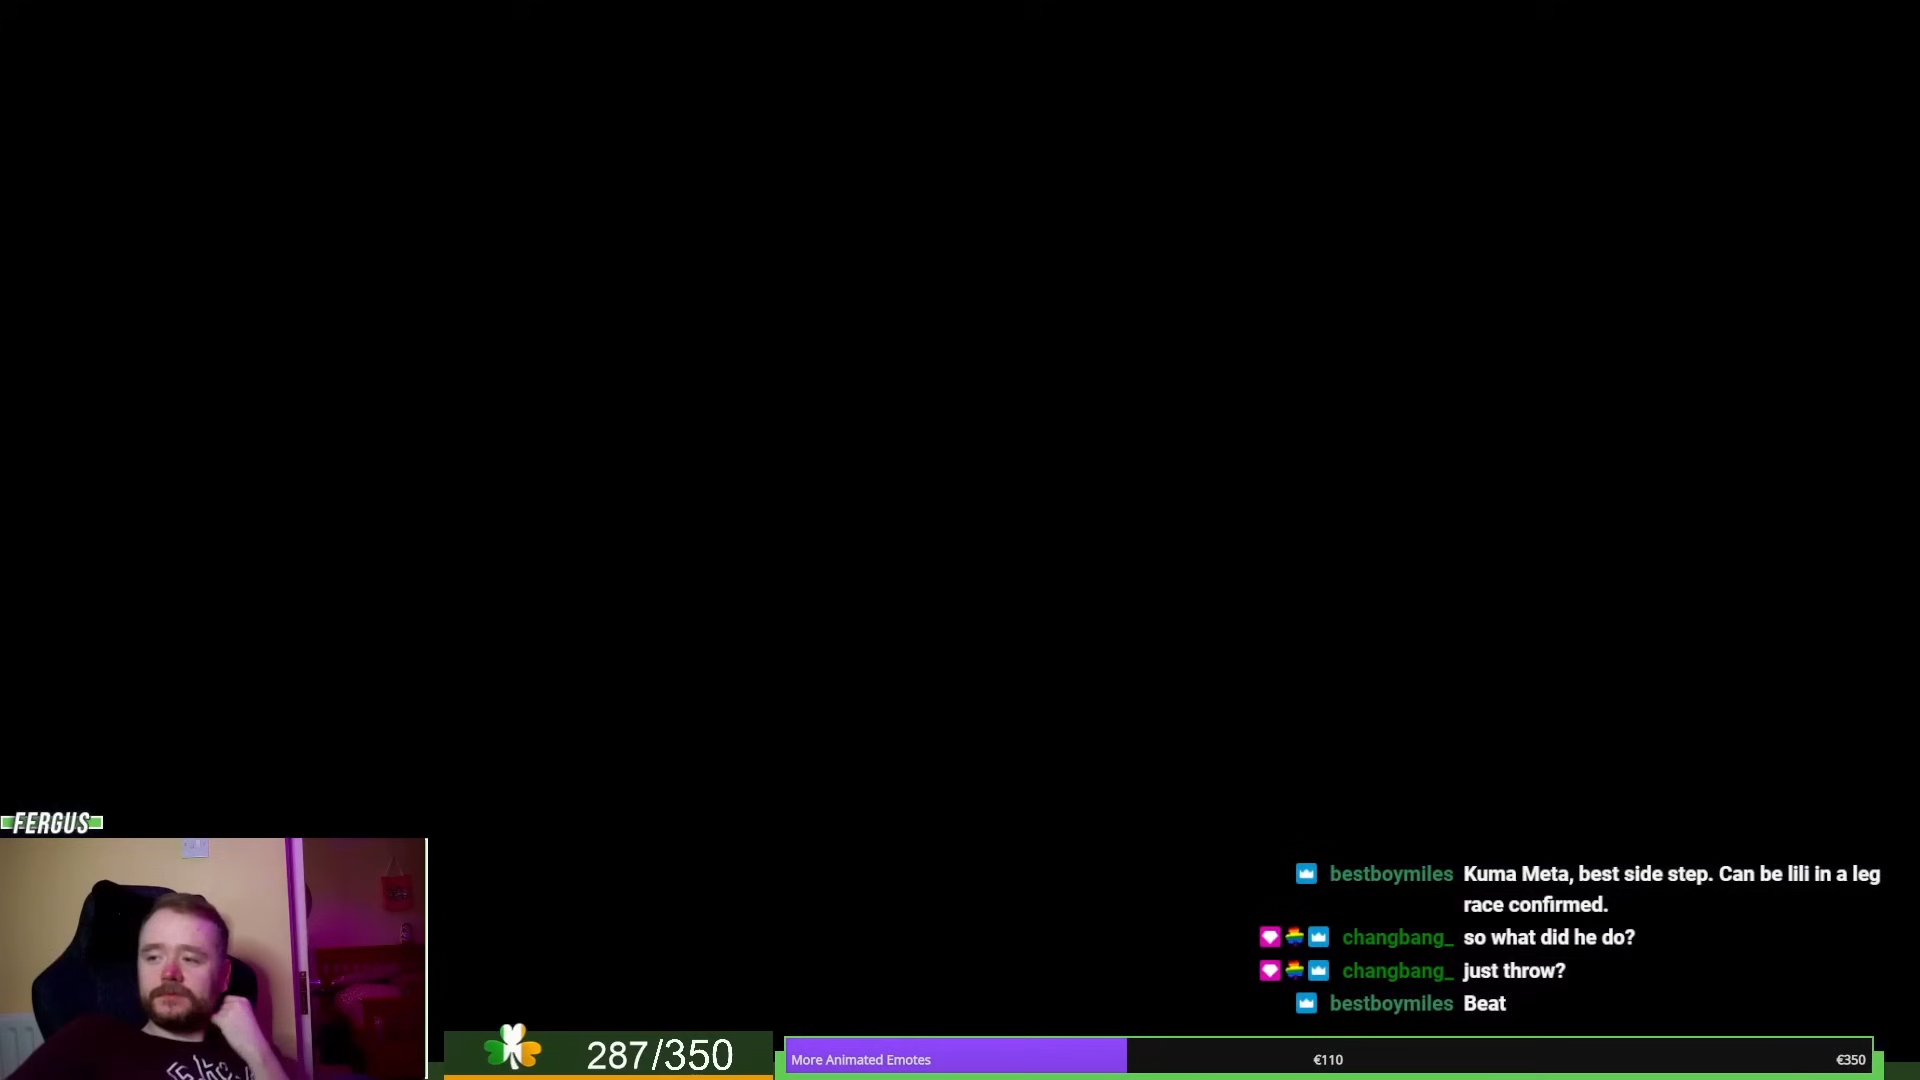 FERGUS
bestboymiles Kuma Meta, best side step. Can be lili in a leg
race confirmed.
changbang_ so what did he do?
changbang_ just throw?
bestboymiles Beat
287/350
More Animated Emotes €110 €350